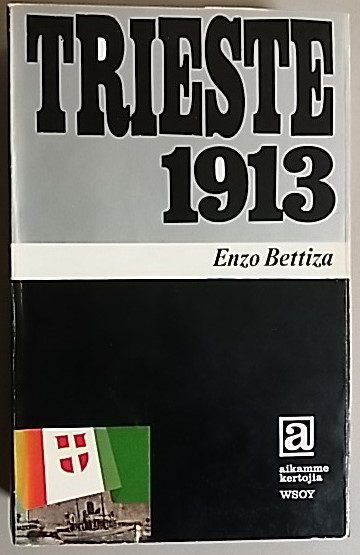 TRIESTE
1913
Enzo Bettiza
a
aikamme
kertojia
WSOY